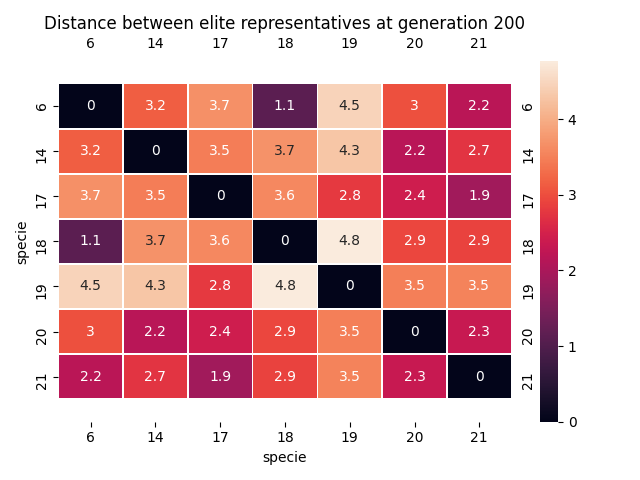 Distance between elite representatives at generation 200
6 14 17 18 19 20 21
6 0 3.2 3.7 1.1 4.5 3 2.2 6
14 3.2 0 3.5 3.7 4.3 2.2 2.7 14
17 3.7 3.5 0 3.6 2.8 2.4 1.9 17
18 1.1 3.7 3.6 0 4.8 2.9 2.9 18
19 4.5 4.3 2.8 4.8 0 3.5 3.5 19
20 3 2.2 2.4 2.9 3.5 0 2.3 20
21 2.2 2.7 1.9 2.9 3.5 2.3 0 21
6 14 17 18 19 20 21
specie
specie
4
3
2
1
0